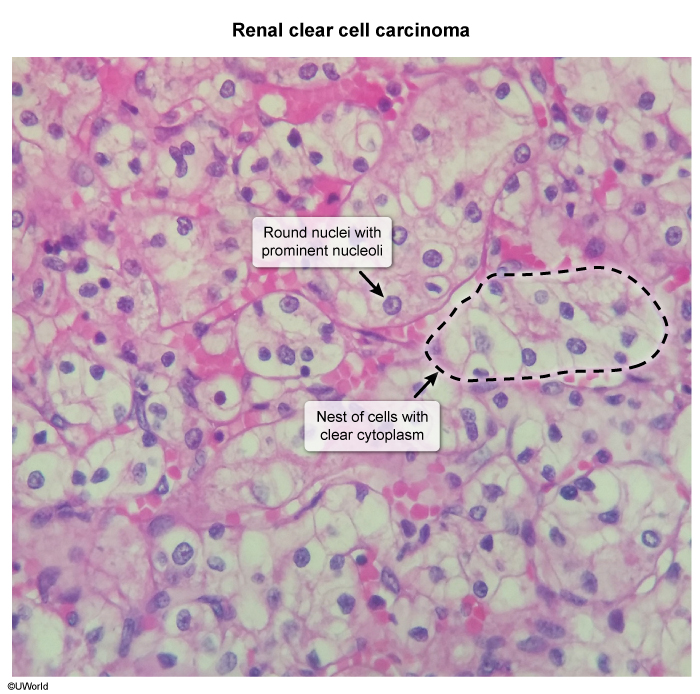 Renal clear cell carcinoma
Round nuclei with
prominent nucleoli
Nest of cells with
clear cytoplasm
©UWorld